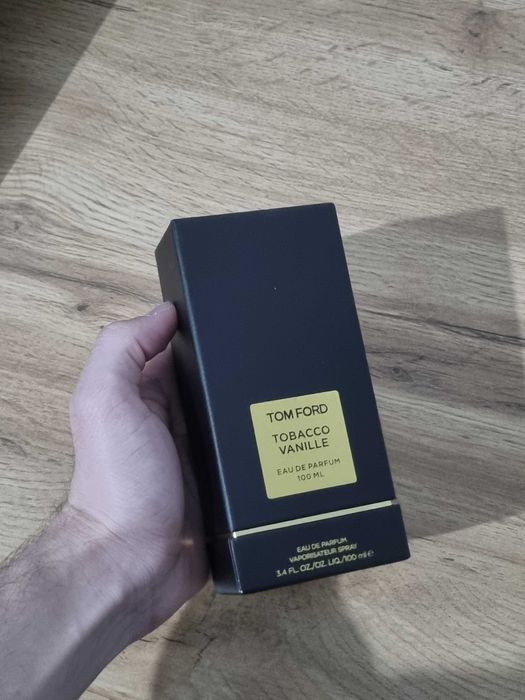 TOM FORD
TOBACCO
VANILLE
EAU DE PARFUM
100 ML
EAU DE PARFUM
VAPORISATEUR SPRAY
3.4 FL. OZ./OZ. LIQ./100 ml ℮